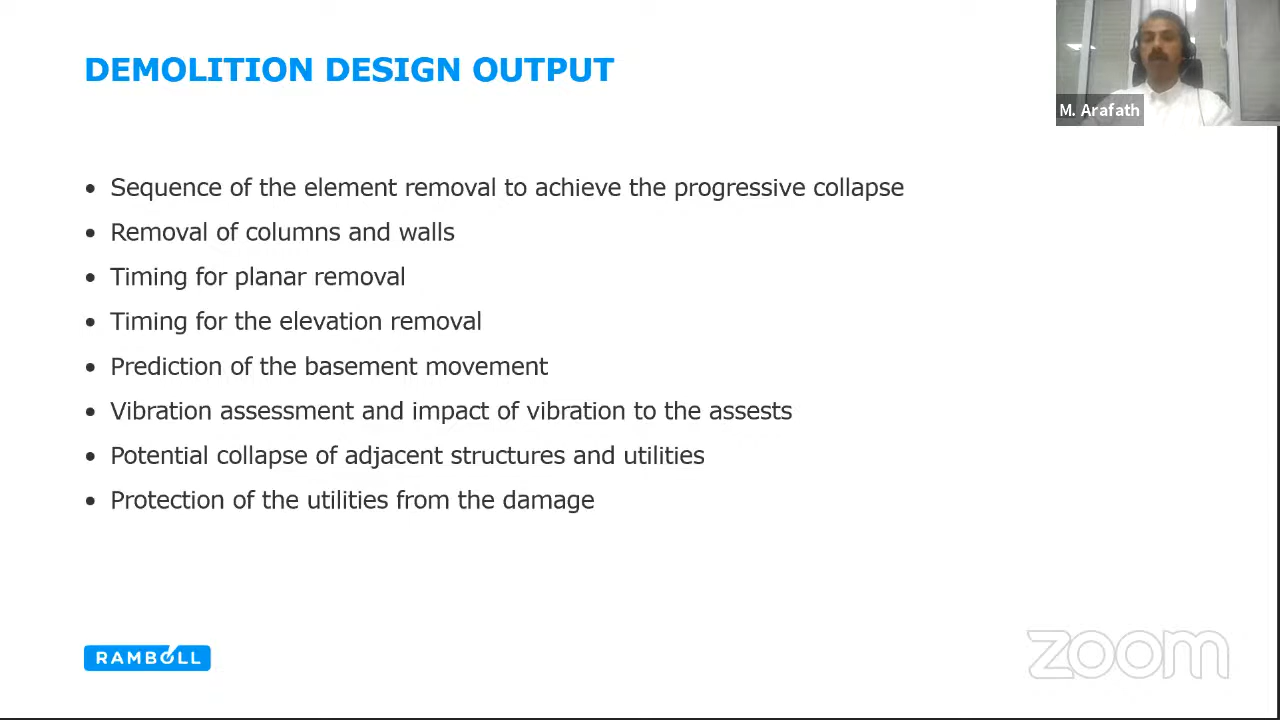 DEMOLITION DESIGN OUTPUT
M. Arafath
• Sequence of the element removal to achieve the progressive collapse
• Removal of columns and walls
• Timing for planar removal
• Timing for the elevation removal
• Prediction of the basement movement
• Vibration assessment and impact of vibration to the assests
• Potential collapse of adjacent structures and utilities
• Protection of the utilities from the damage
RAMBOLL
zoom